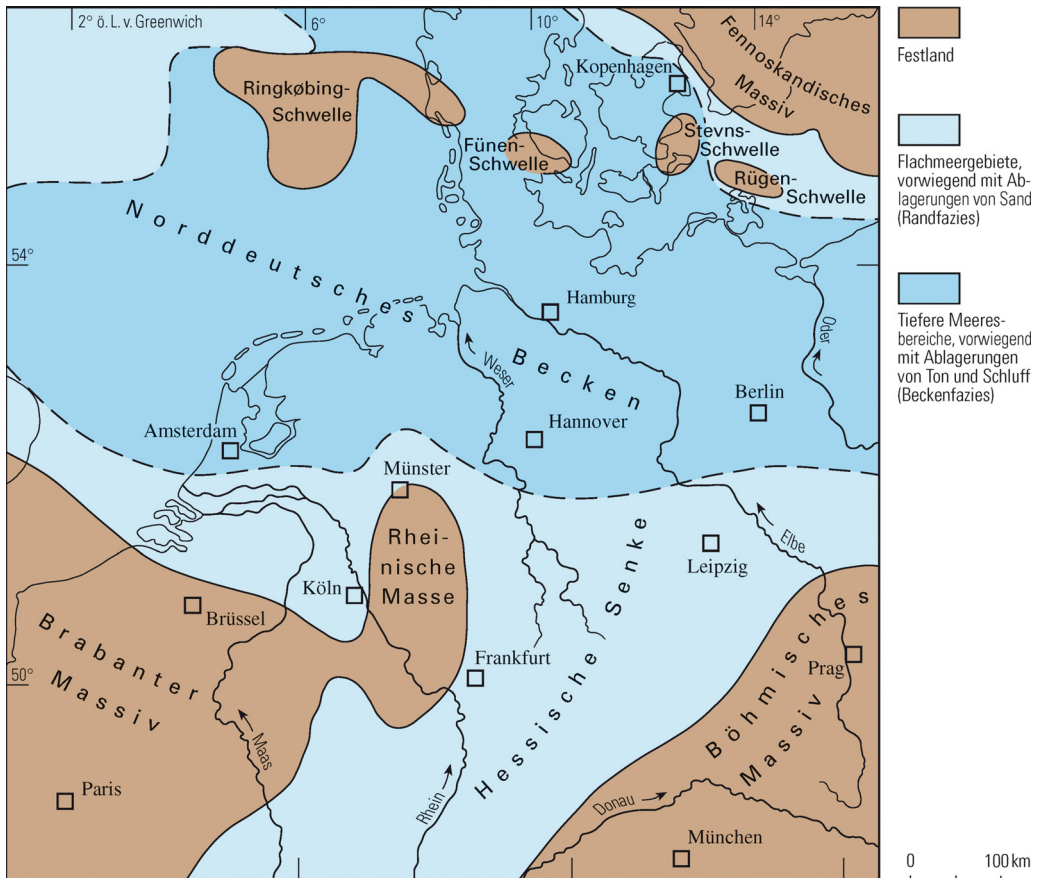 2° ö. L. v. Greenwich
6°
10°
14°
Kopenhagen
Fennoskandisches
Massiv
Ringkøbing-
Schwelle
Fünen-
Schwelle
Stevns-
Schwelle
Rügen-
Schwelle
Norddeutsches
Becken
54°
Hamburg
Weser
Oder
Berlin
Hannover
Amsterdam
Münster
Rhei-
nische
Masse
Köln
Brüssel
Brabanter
Massiv
50°
Hessische Senke
Leipzig
Elbe
Frankfurt
Prag
Böhmisches
Massiv
Maas
Rhein
Donau
Paris
München
Festland
Flachmeergebiete,
vorwiegend mit Ab-
lagerungen von Sand
(Randfazies)
Tiefere Meeres-
bereiche, vorwiegend
mit Ablagerungen
von Ton und Schluff
(Beckenfazies)
0 100 km